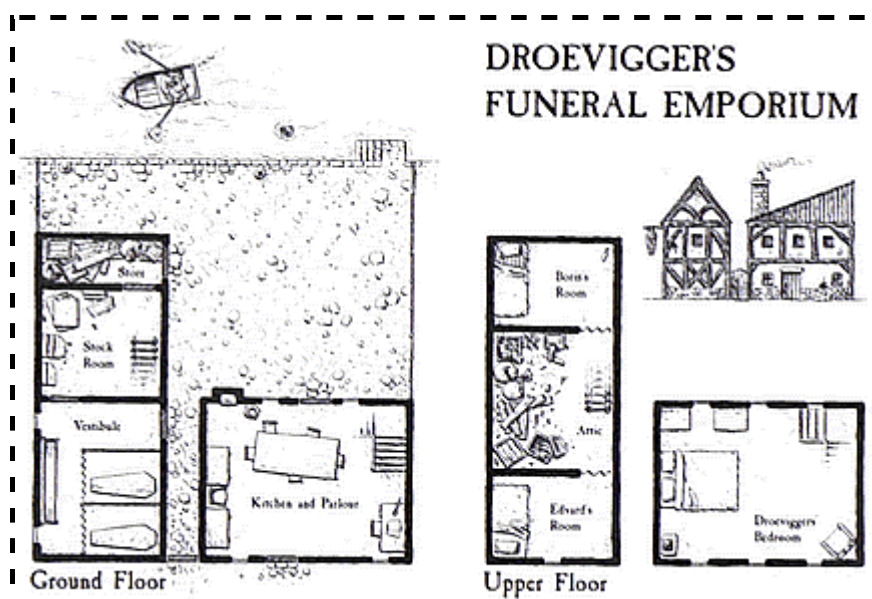 DROEVIGGER'S
FUNERAL EMPORIUM
Store
Stock
Room
Vestibule
Kitchen and Parlour
Ground Floor
Boris's
Room
Attic
Edvard's
Room
Droeviggers
Bedroom
Upper Floor